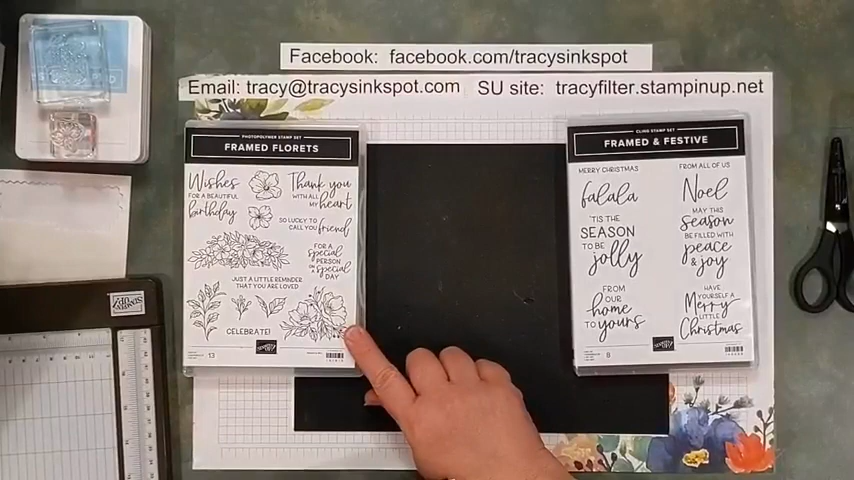 Facebook: facebook.com/tracysinkspot
Email: tracy@tracysinkspot.com SU site: tracyfilter.stampinup.net
PHOTOPOLYMER STAMP SET
FRAMED FLORETS
Wishes
FOR A BEAUTIFUL
birthday
Thank you
WITH ALL
MY heart
SO LUCKY TO
CALL YOU friend
FOR A
special
PERSON
ON A special
DAY
JUST A LITTLE REMINDER
THAT YOU ARE LOVED
CELEBRATE!
13
CLING STAMP SET
FRAMED & FESTIVE
MERRY CHRISTMAS
falala
'TIS THE
SEASON
TO BE
jolly
FROM
OUR
home
TO yours
FROM ALL OF US
Noel
MAY THIS
season
BE FILLED WITH
peace
& joy
HAVE
YOURSELF A
Merry
LITTLE
Christmas
8
STAMPIN' UP!